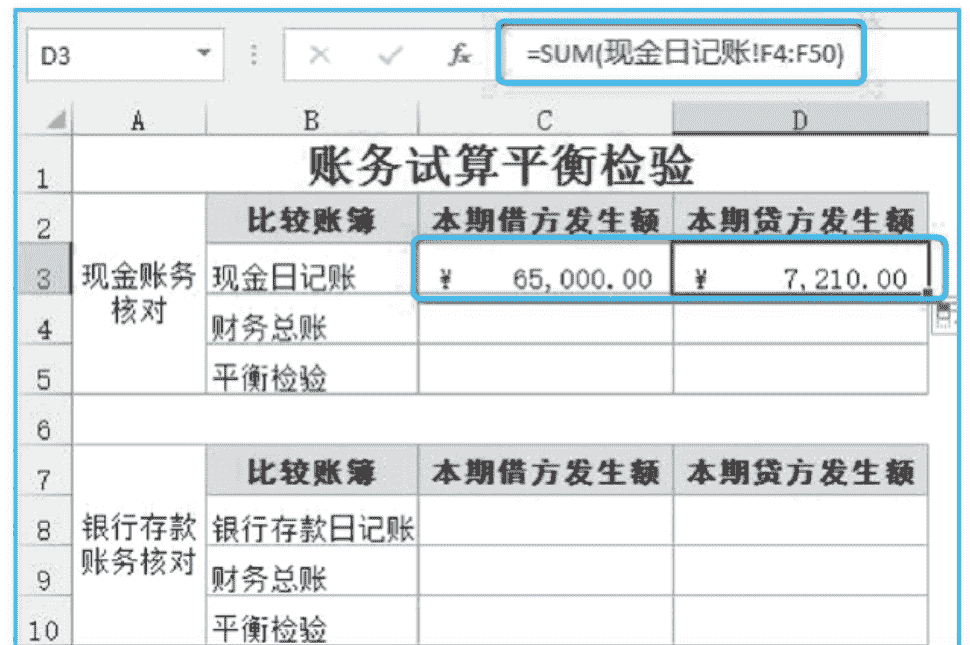 D3 =SUM(现金日记账!F4:F50)
A B C D
1 账务试算平衡检验
2 比较账簿 本期借方发生额 本期贷方发生额
3 现金账务 现金日记账 ¥ 65,000.00 ¥ 7,210.00
核对
4 财务总账
5 平衡检验
6
7 比较账簿 本期借方发生额 本期贷方发生额
8 银行存款 银行存款日记账
账务核对
9 财务总账
10 平衡检验